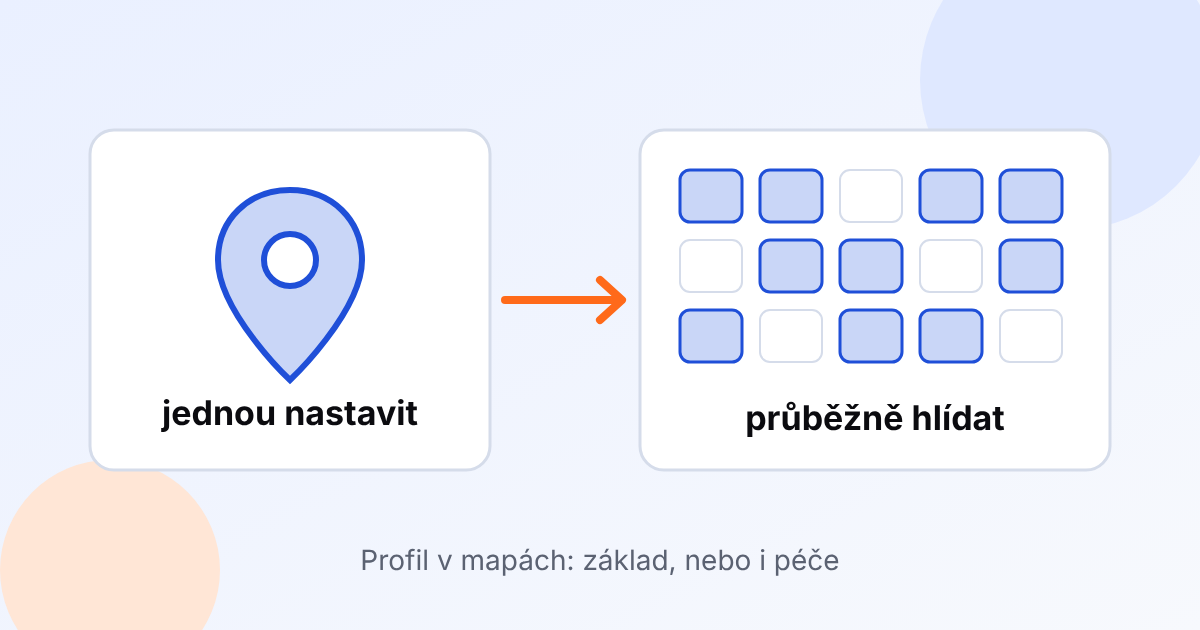 jednou nastavit
průběžně hlídat
Profil v mapách: základ, nebo i péče